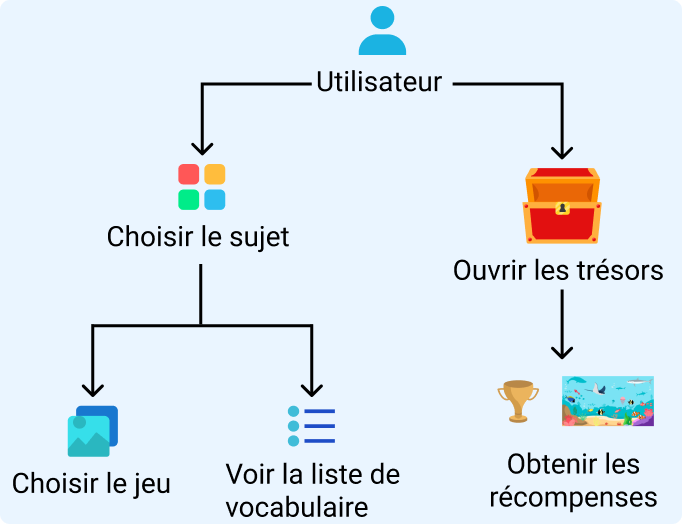 Utilisateur
Choisir le sujet
Ouvrir les trésors
Choisir le jeu
Voir la liste de
vocabulaire
Obtenir les
récompenses